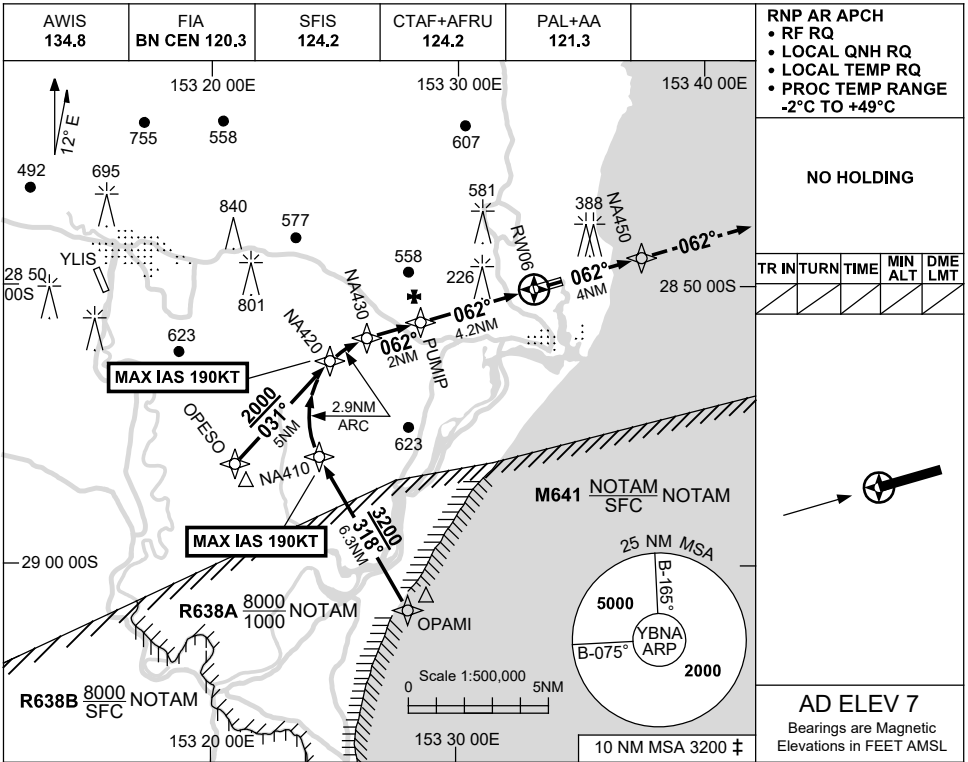 AWIS
134.8
FIA
BN CEN 120.3
SFIS
124.2
CTAF+AFRU
124.2
PAL+AA
121.3
RNP AR APCH
• RF RQ
• LOCAL QNH RQ
• LOCAL TEMP RQ
• PROC TEMP RANGE
-2°C TO +49°C
NO HOLDING
TR IN
TURN
TIME
MIN ALT
DME LMT
153 20 00E
153 30 00E
153 40 00E
12° E
755
558
607
492
695
840
577
581
388
NA450
062°
YLIS
801
558
226
RW06
062°
4NM
28 50 00S
28 50 00S
NA430
NA420
062°
4.2NM
062°
2NM
PUMIP
623
MAX IAS 190KT
2000
031°
5NM
OPESO
2.9NM
ARC
623
NA410
MAX IAS 190KT
3200
318°
6.3NM
M641 NOTAM/SFC NOTAM
29 00 00S
R638A 8000/1000 NOTAM
OPAMI
25 NM MSA
B-165°
5000
YBNA
ARP
B-075°
2000
R638B 8000/SFC NOTAM
Scale 1:500,000
0
5NM
153 20 00E
153 30 00E
10 NM MSA 3200 ‡
AD ELEV 7
Bearings are Magnetic
Elevations in FEET AMSL